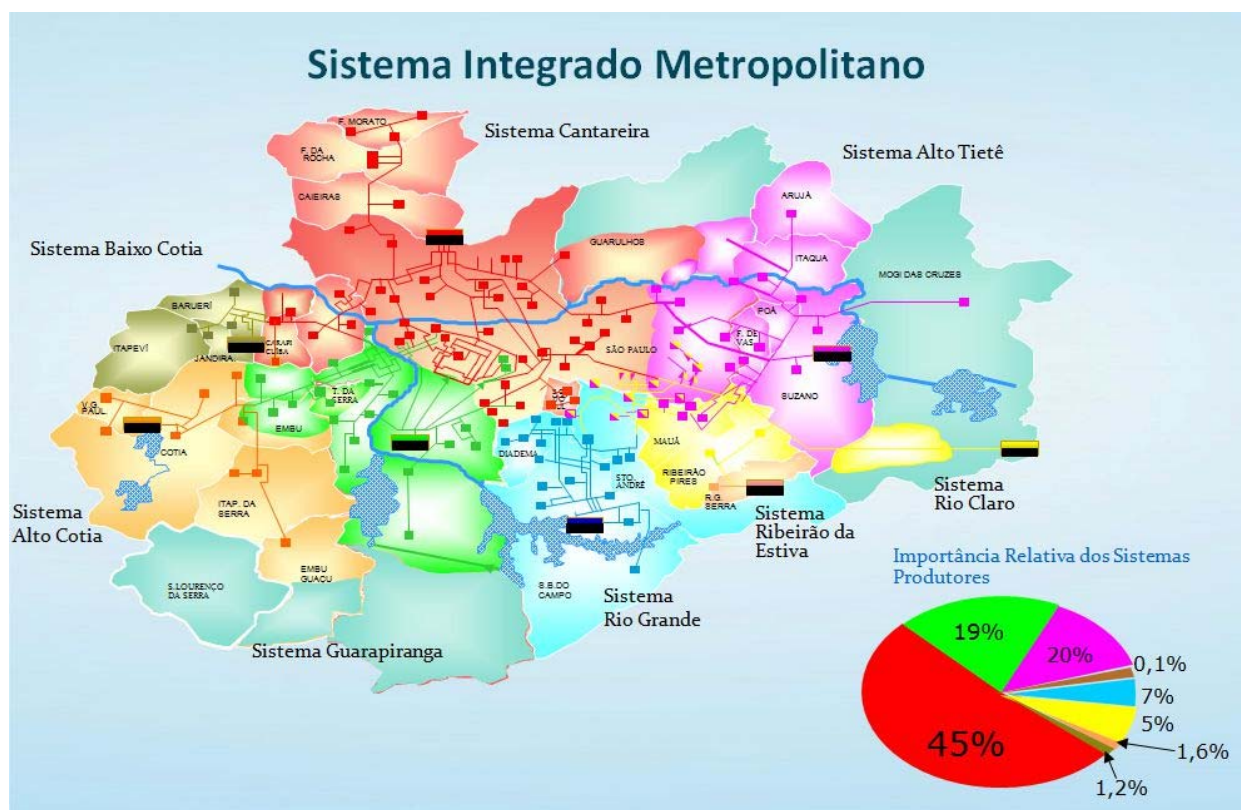 Sistema Integrado Metropolitano
F. MORATO
Sistema Cantareira
F. DA
ROCHA
Sistema Alto Tietê
CAIEIRAS
ARUJÁ
Sistema Baixo Cotia
GUARULHOS
ITAQUA
MOGI DAS CRUZES
BARUERÍ
POÁ
ITAPEVÍ
JANDIRA
CARAPI
CUÍBA
SÃO PAULO
F. DE
VAS.
T. DA
SERRA
SUZANO
V.G.
PAUL.
EMBU
COTIA
DIADEMA
MAUÁ
STO.
ANDRÉ
RIBEIRÃO
PIRES
ITAP. DA
SERRA
R.G.
SERRA
Sistema
Rio Claro
Sistema
Alto Cotia
Sistema
Ribeirão da
Estiva
EMBU
GUAÇU
S.LOURENÇO
DA SERRA
S.B.DO
CAMPO
Sistema
Rio Grande
Sistema Guarapiranga
Importância Relativa dos Sistemas
Produtores
19%
20%
0,1%
7%
5%
45%
1,6%
1,2%